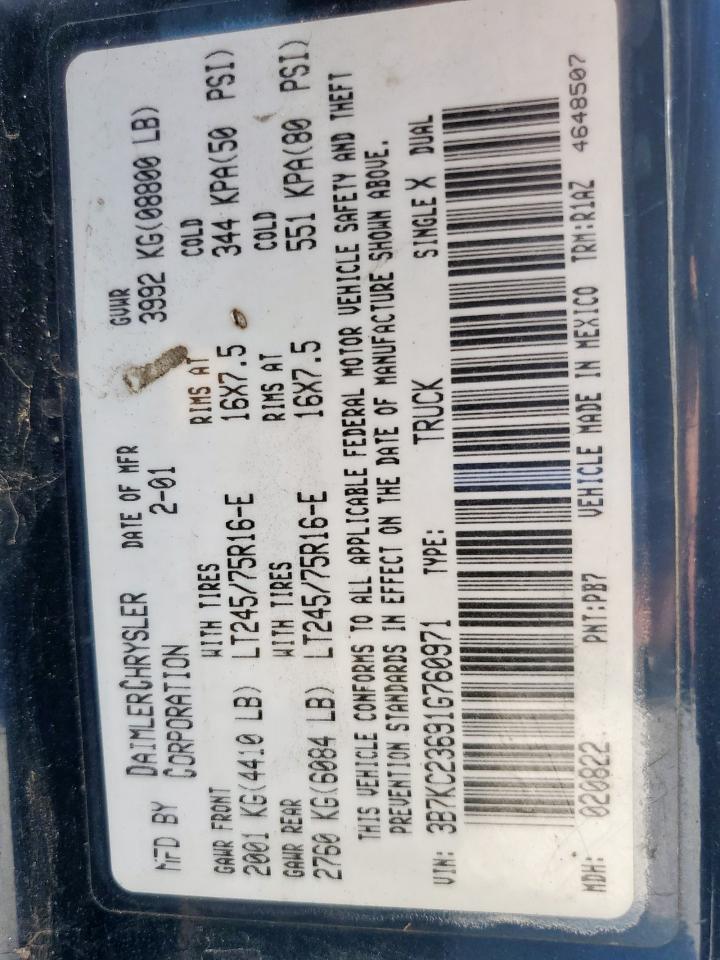 MFD BY DAIMLERCHRYSLER CORPORATION
DATE OF MFR 2-01
GVWR 3992 KG(08800 LB)
GAWR FRONT WITH TIRES RIMS AT COLD
2001 KG(4410 LB) LT245/75R16-E 16X7.5 344 KPA(50 PSI)
GAWR REAR WITH TIRES RIMS AT COLD
2760 KG(6084 LB) LT245/75R16-E 16X7.5 551 KPA(80 PSI)
THIS VEHICLE CONFORMS TO ALL APPLICABLE FEDERAL MOTOR VEHICLE SAFETY AND THEFT
PREVENTION STANDARDS IN EFFECT ON THE DATE OF MANUFACTURE SHOWN ABOVE.
VIN: 3B7KC23691G760971 TYPE: TRUCK SINGLE X DUAL
MDH: 020822 PNT:PB7 VEHICLE MADE IN MEXICO TRM:R1AZ 4648507